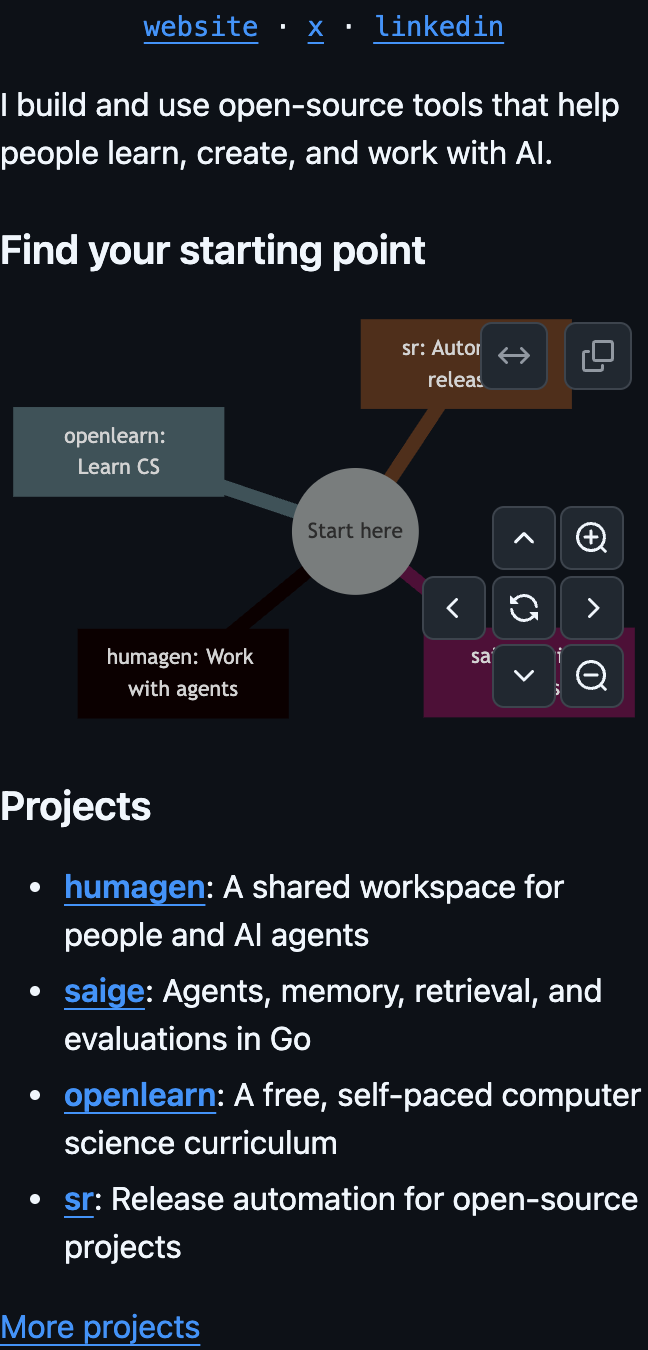 website · x · linkedin
I build and use open-source tools that help
people learn, create, and work with AI.
Find your starting point
sr:
openlearn:
Learn CS
Start here
humagen: Work
with agents
Projects
• humagen: A shared workspace for
people and AI agents
• saige: Agents, memory, retrieval, and
evaluations in Go
• openlearn: A free, self-paced computer
science curriculum
• sr: Release automation for open-source
projects
More projects